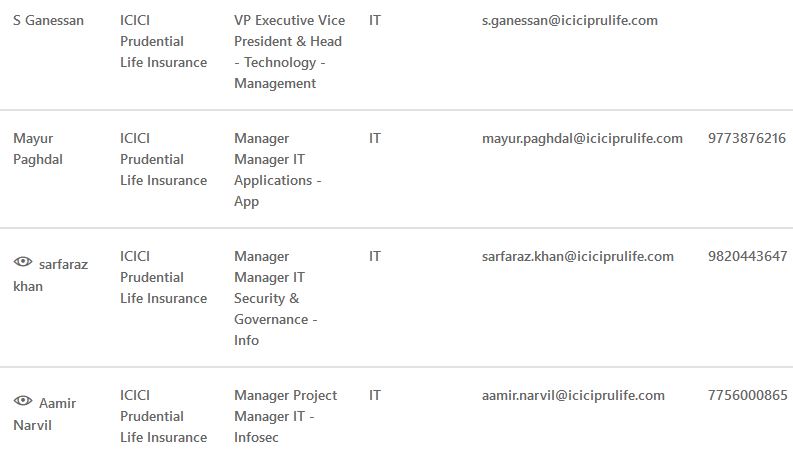 S Ganessan ICICI VP Executive Vice IT s.ganessan@iciciprulife.com
Prudential President & Head
Life Insurance - Technology -
Management
Mayur ICICI Manager IT mayur.paghdal@iciciprulife.com 9773876216
Paghdal Prudential Manager IT
Life Insurance Applications -
App
sarfaraz ICICI Manager IT sarfaraz.khan@iciciprulife.com 9820443647
khan Prudential Manager IT
Life Insurance Security &
Governance -
Info
Aamir ICICI Manager Project IT aamir.narvil@iciciprulife.com 7756000865
Narvil Prudential Manager IT -
Life Insurance Infosec